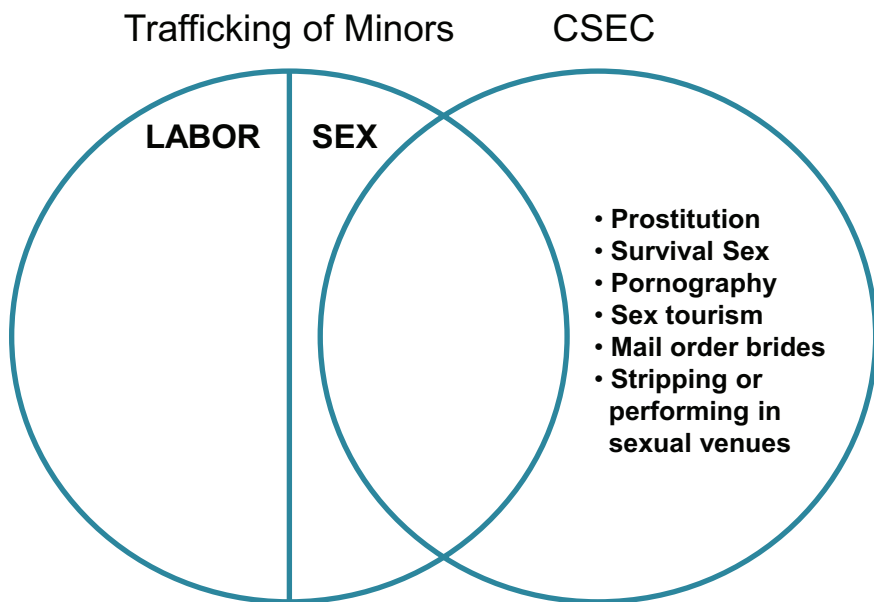 Trafficking of Minors
CSEC
LABOR
SEX
• Prostitution
• Survival Sex
• Pornography
• Sex tourism
• Mail order brides
• Stripping or
performing in
sexual venues